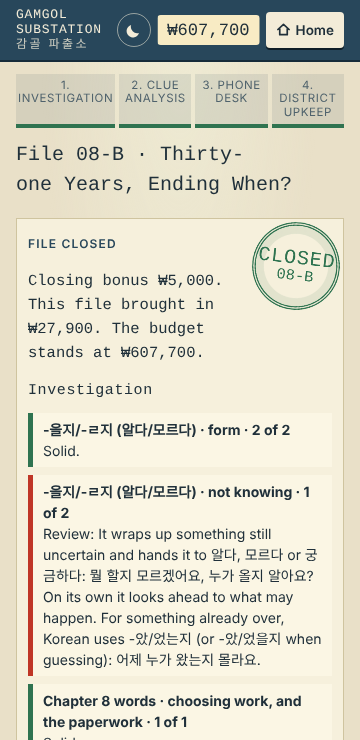 GAMGOL
SUBSTATION
감골 파출소
₩607,700
Home
1.
INVESTIGATION
2. CLUE
ANALYSIS
3. PHONE
DESK
4.
DISTRICT
UPKEEP
File 08-B · Thirty-
one Years, Ending When?
FILE CLOSED
CLOSED
08-B
Closing bonus ₩5,000.
This file brought in
₩27,900. The budget
stands at ₩607,700.
Investigation
-을지/-ㄹ지 (알다/모르다) · form · 2 of 2
Solid.
-을지/-ㄹ지 (알다/모르다) · not knowing · 1
of 2
Review: It wraps up something still
uncertain and hands it to 알다, 모르다 or 궁
금하다: 뭘 할지 모르겠어요, 누가 올지 알아요?
On its own it looks ahead to what may
happen. For something already over,
Korean uses -았/었는지 (or -았/었을지 when
guessing): 어제 누가 왔는지 몰라요.
Chapter 8 words · choosing work, and
the paperwork · 1 of 1
Solid.